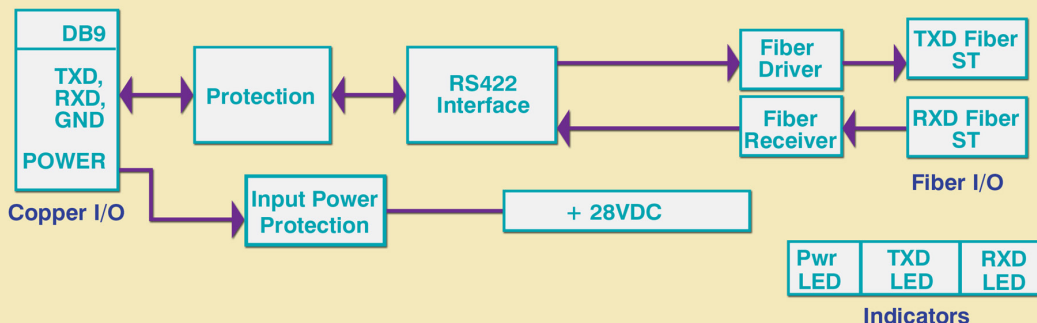 DB9
TXD,
RXD,
GND
POWER
Copper I/O
Protection
RS422
Interface
Fiber
Driver
TXD Fiber
ST
Fiber
Receiver
RXD Fiber
ST
Fiber I/O
Input Power
Protection
+ 28VDC
Pwr
LED
TXD
LED
RXD
LED
Indicators